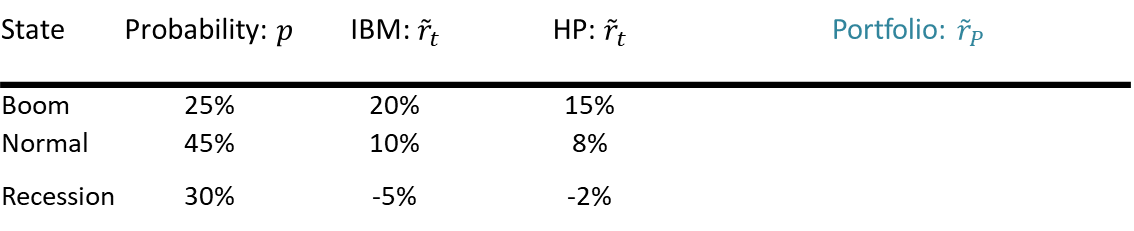 State Probability: p IBM: r̃t HP: r̃t Portfolio: r̃P
Boom 25% 20% 15%
Normal 45% 10% 8%
Recession 30% -5% -2%